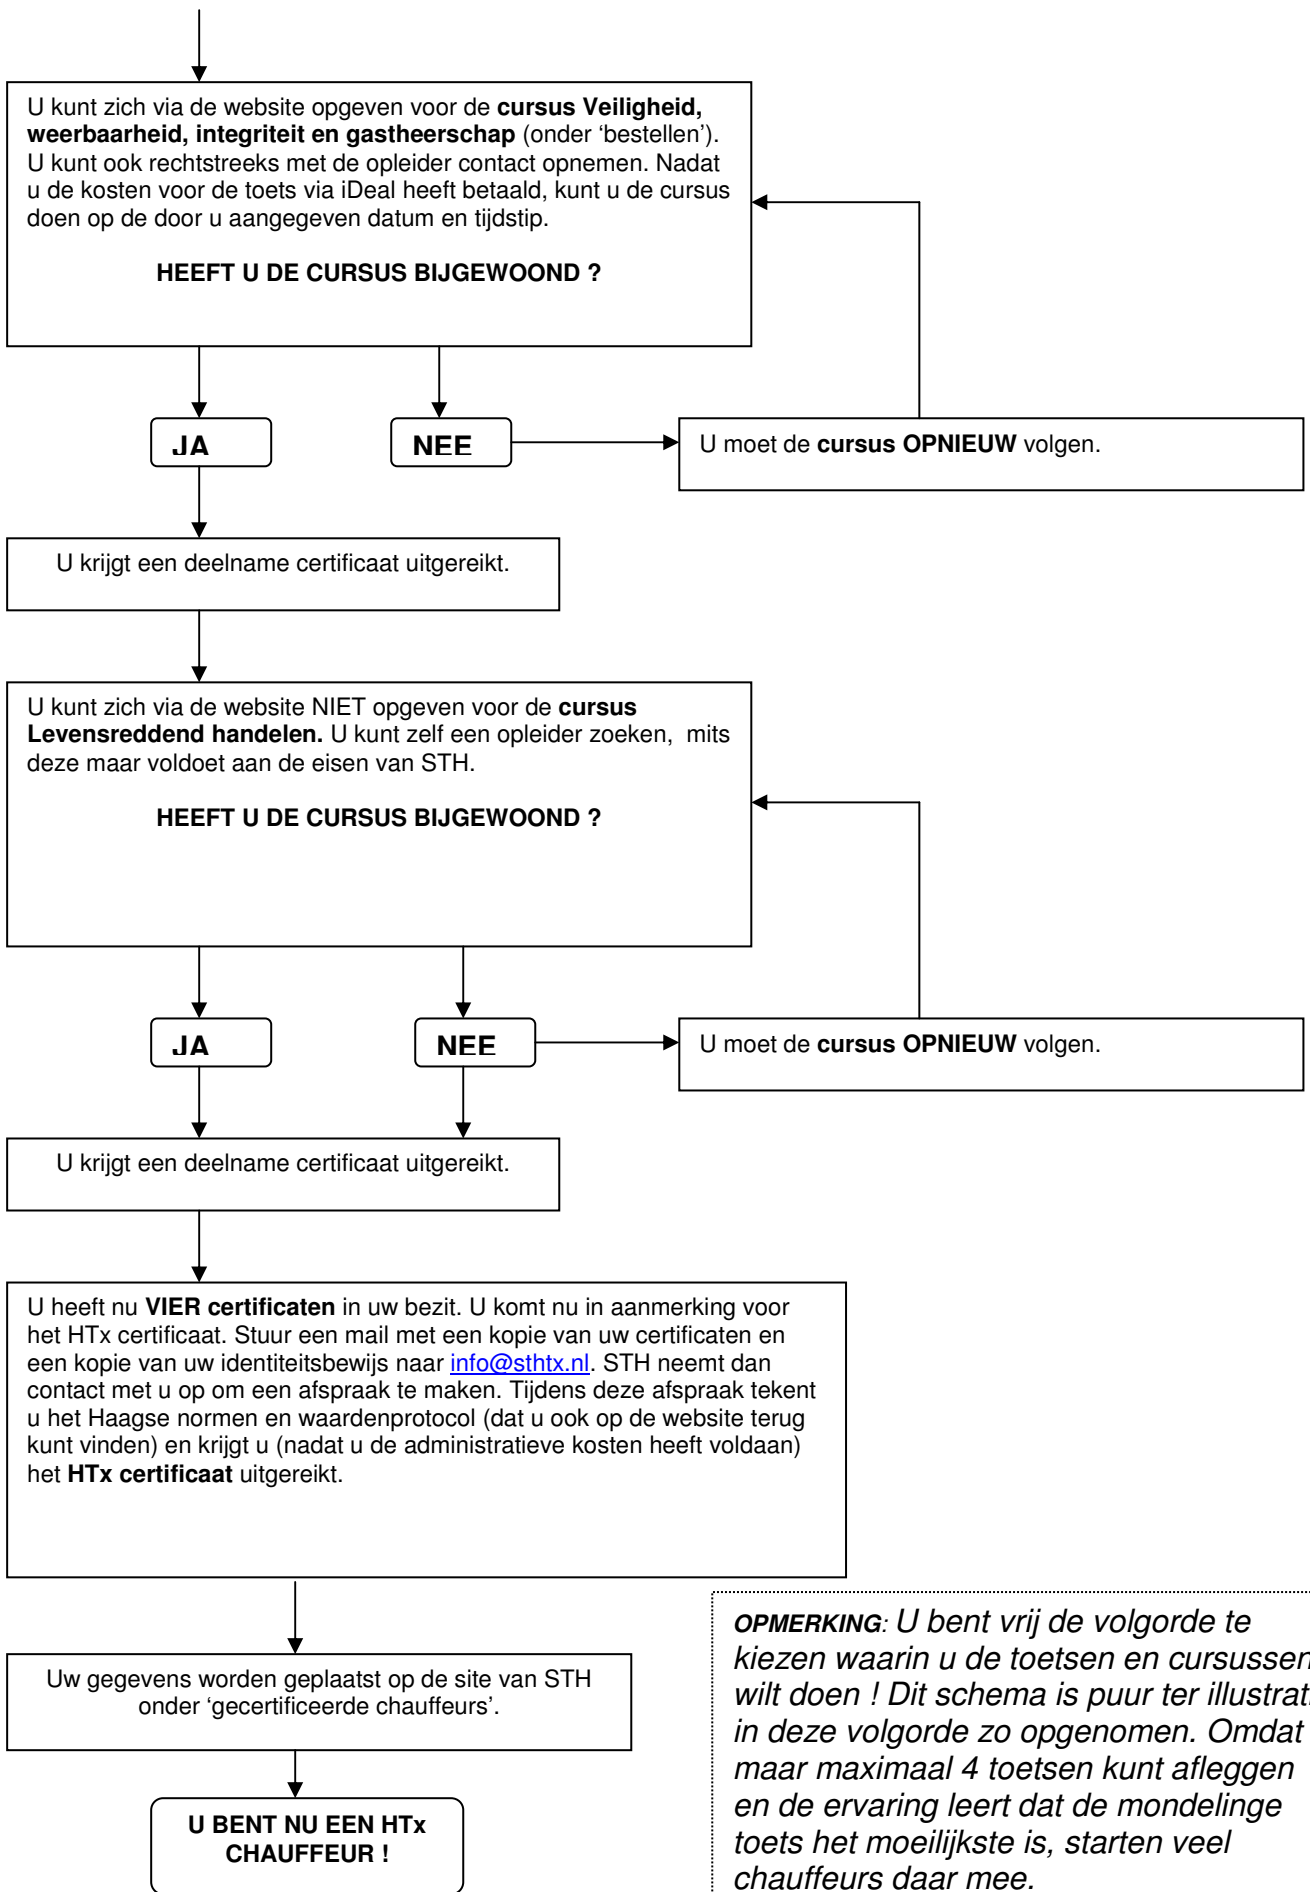 U kunt zich via de website opgeven voor de cursus Veiligheid,
weerbaarheid, integriteit en gastheerschap (onder ‘bestellen’).
U kunt ook rechtstreeks met de opleider contact opnemen. Nadat
u de kosten voor de toets via iDeal heeft betaald, kunt u de cursus
doen op de door u aangegeven datum en tijdstip.
HEEFT U DE CURSUS BIJGEWOOND ?
JA
NEE
U moet de cursus OPNIEUW volgen.
U krijgt een deelname certificaat uitgereikt.
U kunt zich via de website NIET opgeven voor de cursus
Levensreddend handelen. U kunt zelf een opleider zoeken, mits
deze maar voldoet aan de eisen van STH.
HEEFT U DE CURSUS BIJGEWOOND ?
JA
NEE
U moet de cursus OPNIEUW volgen.
U krijgt een deelname certificaat uitgereikt.
U heeft nu VIER certificaten in uw bezit. U komt nu in aanmerking voor
het HTx certificaat. Stuur een mail met een kopie van uw certificaten en
een kopie van uw identiteitsbewijs naar info@sthtx.nl. STH neemt dan
contact met u op om een afspraak te maken. Tijdens deze afspraak tekent
u het Haagse normen en waardenprotocol (dat u ook op de website terug
kunt vinden) en krijgt u (nadat u de administratieve kosten heeft voldaan)
het HTx certificaat uitgereikt.
Uw gegevens worden geplaatst op de site van STH
onder ‘gecertificeerde chauffeurs’.
U BENT NU EEN HTx
CHAUFFEUR !
OPMERKING: U bent vrij de volgorde te
kiezen waarin u de toetsen en cursussen
wilt doen ! Dit schema is puur ter illustrat
in deze volgorde zo opgenomen. Omdat
maar maximaal 4 toetsen kunt afleggen
en de ervaring leert dat de mondelinge
toets het moeilijkste is, starten veel
chauffeurs daar mee.